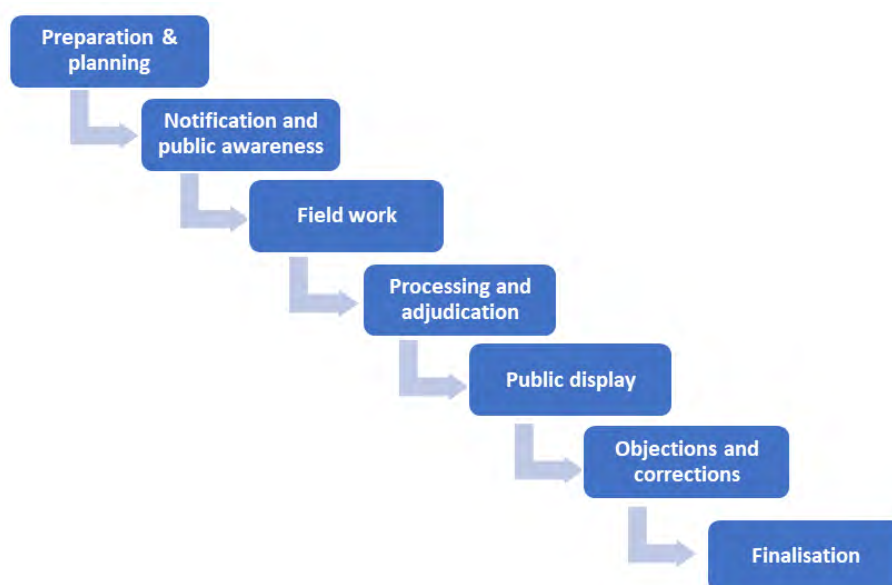 Preparation &
planning
Notification and
public awareness
Field work
Processing and
adjudication
Public display
Objections and
corrections
Finalisation